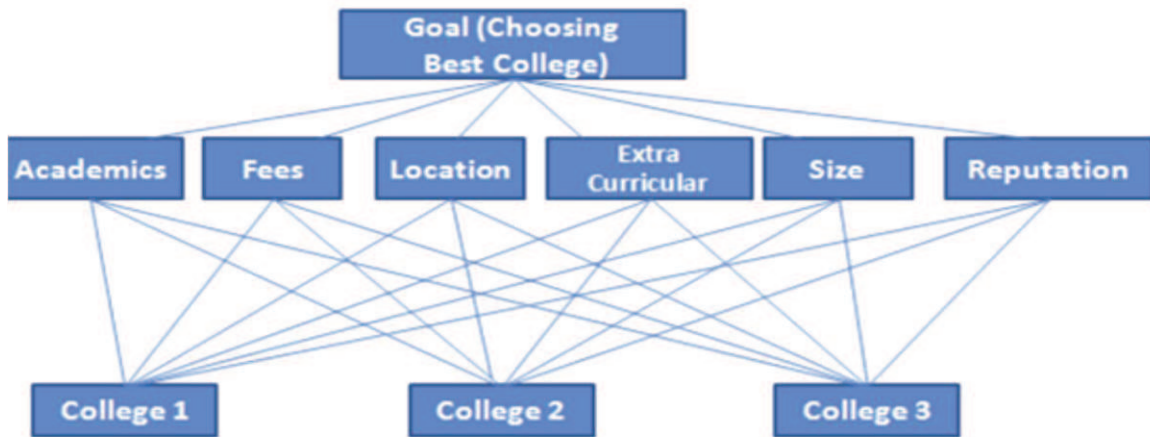 Goal (Choosing
Best College)
Academics
Fees
Location
Extra
Curricular
Size
Reputation
College 1
College 2
College 3